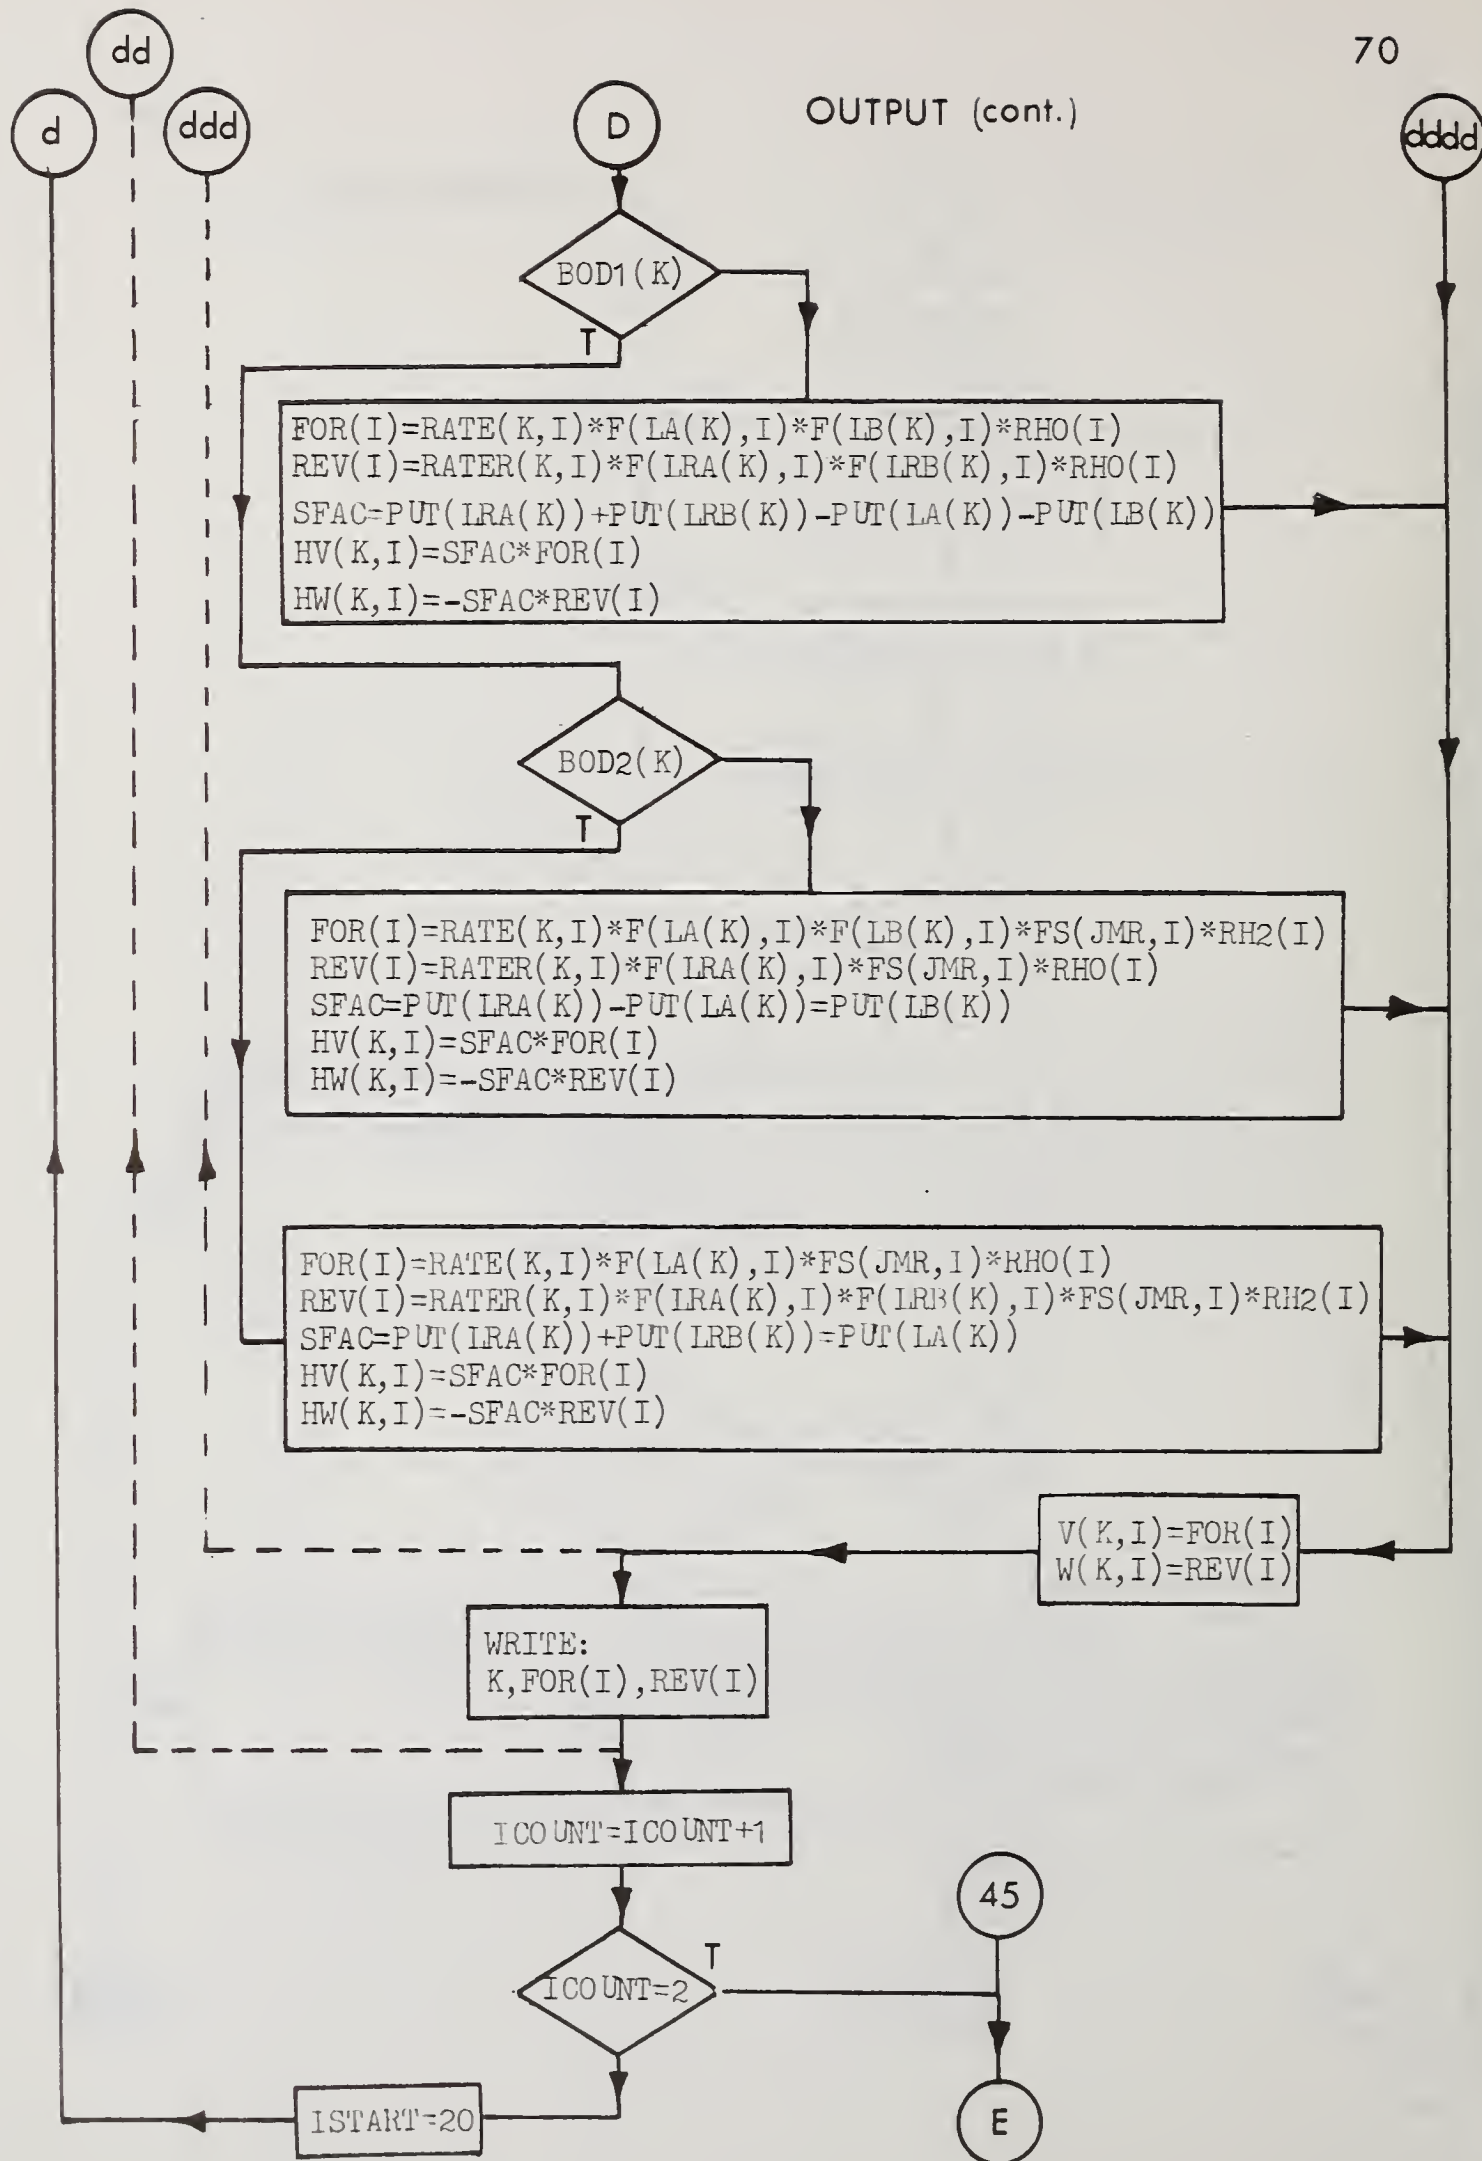 70
dd
d
ddd
D
OUTPUT (cont.)
dddd
BOD1(K)
T
FOR(I)=RATE(K,I)*F(LA(K),I)*F(LB(K),I)*RHO(I)
REV(I)=RATER(K,I)*F(LRA(K),I)*F(LRB(K),I)*RHO(I)
SFAC=PUT(LRA(K))+PUT(LRB(K))-PUT(LA(K))-PUT(LB(K))
HV(K,I)=SFAC*FOR(I)
HW(K,I)=-SFAC*REV(I)
BOD2(K)
T
FOR(I)=RATE(K,I)*F(LA(K),I)*F(LB(K),I)*FS(JMR,I)*RH2(I)
REV(I)=RATER(K,I)*F(LRA(K),I)*FS(JMR,I)*RHO(I)
SFAC=PUT(LRA(K))-PUT(LA(K))=PUT(LB(K))
HV(K,I)=SFAC*FOR(I)
HW(K,I)=-SFAC*REV(I)
FOR(I)=RATE(K,I)*F(LA(K),I)*FS(JMR,I)*RHO(I)
REV(I)=RATER(K,I)*F(LRA(K),I)*F(LRB(K),I)*FS(JMR,I)*RH2(I)
SFAC=PUT(LRA(K))+PUT(LRB(K))=PUT(LA(K))
HV(K,I)=SFAC*FOR(I)
HW(K,I)=-SFAC*REV(I)
V(K,I)=FOR(I)
W(K,I)=REV(I)
WRITE:
K,FOR(I),REV(I)
ICOUNT=ICOUNT+1
45
T
ICOUNT=2
ISTART=20
E